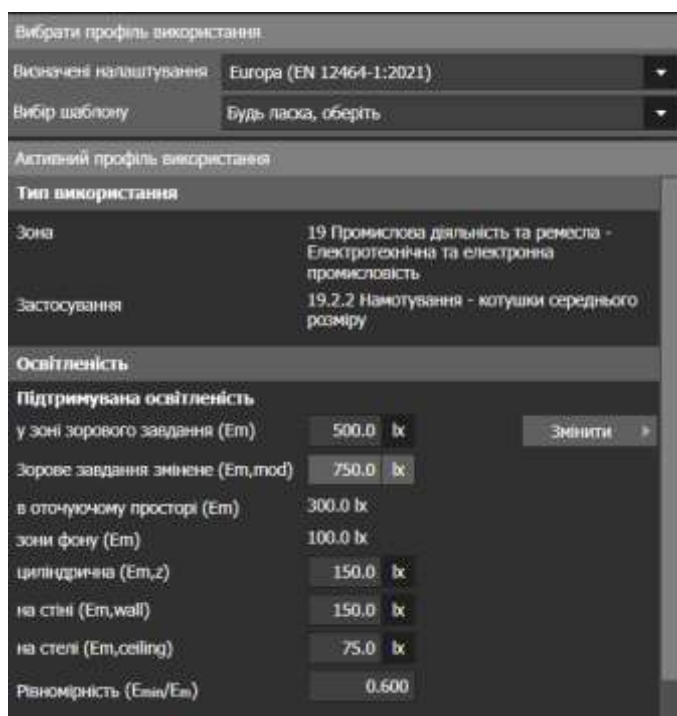 Вибрати профіль використання
Визначені налаштування Europa (EN 12464-1:2021)
Вибір шаблону Будь ласка, оберіть
Активний профіль використання
Тип використання
Зона 19 Промислова діяльність та ремесла -
Електротехнічна та електронна
промисловість
Застосування 19.2.2 Намотування - котушки середнього
розміру
Освітленість
Підтримувана освітленість
у зоні зорового завдання (Em) 500.0 lx Змінити
Зорове завдання змінене (Em,mod) 750.0 lx
в оточуючому просторі (Em) 300.0 lx
зони фону (Em) 100.0 lx
циліндрична (Em,z) 150.0 lx
на стіні (Em,wall) 150.0 lx
на стелі (Em,ceiling) 75.0 lx
Рівномірність (Emin/Em) 0.600